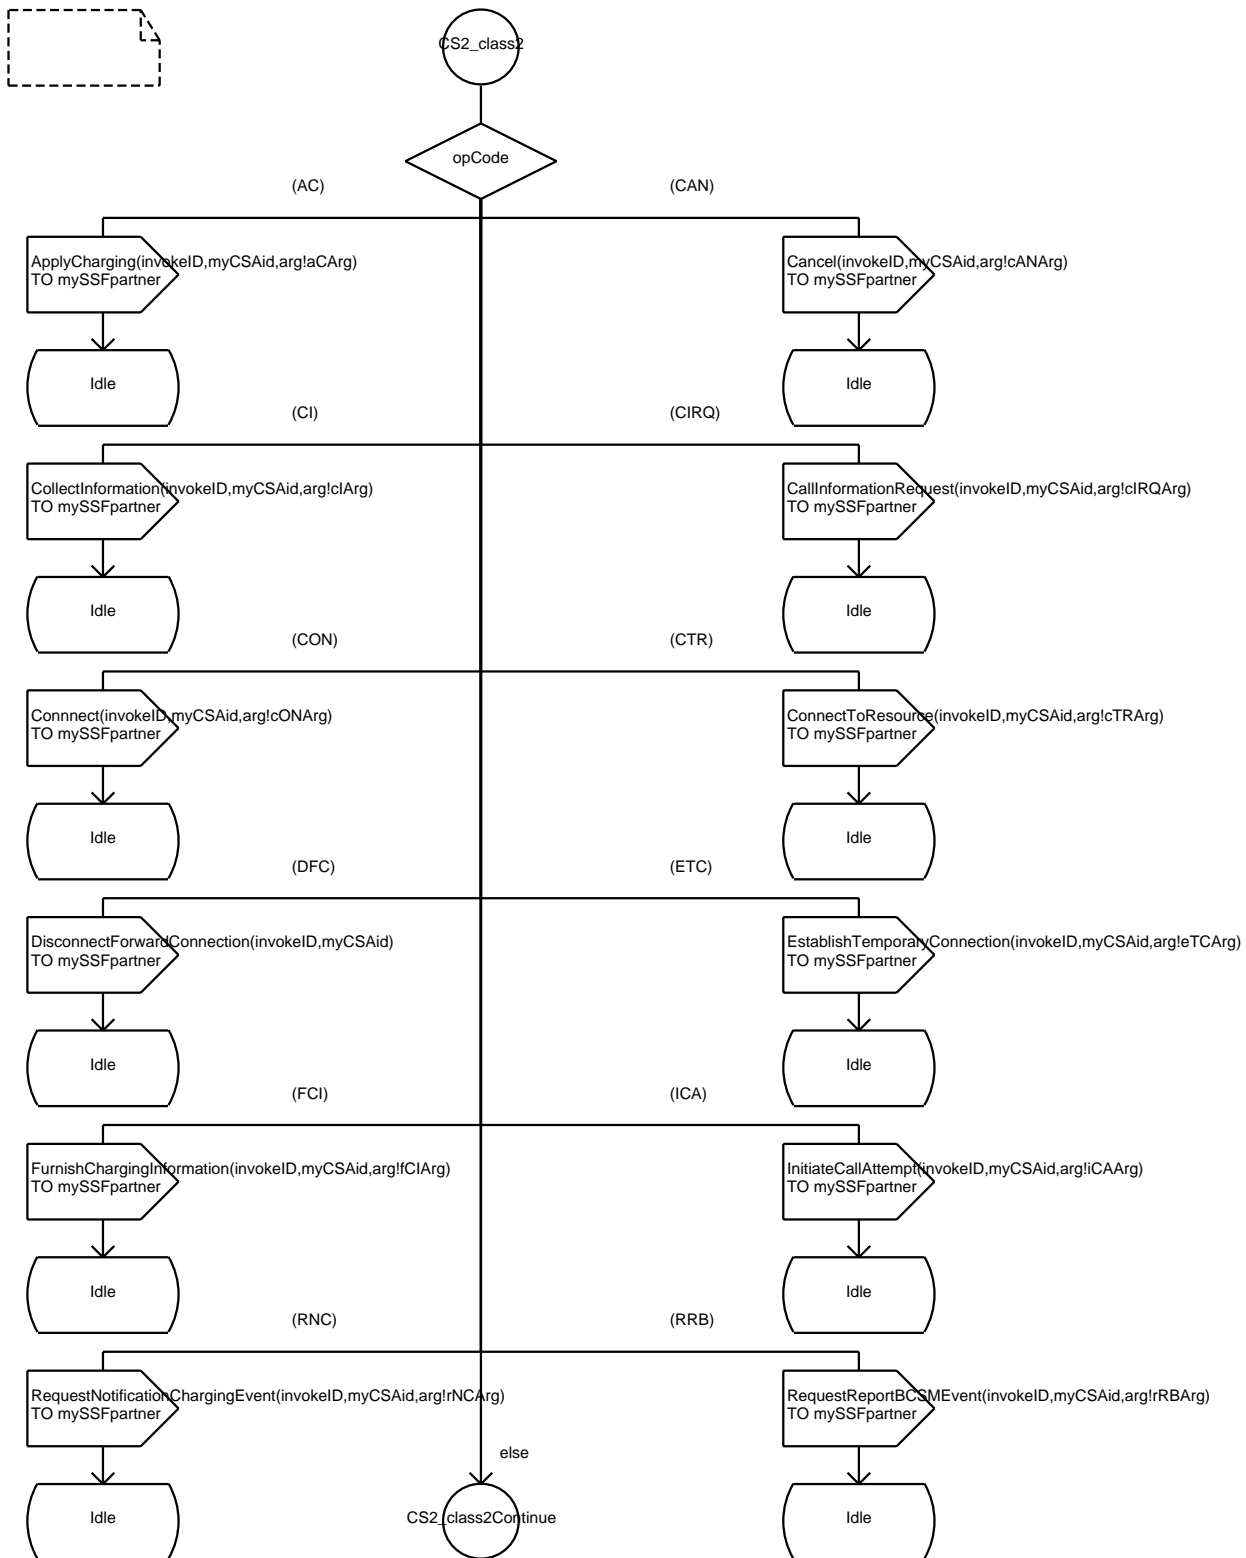 CS2_class2
opCode
(AC)
(CAN)
ApplyCharging(invokeID,myCSAid,arg!aCArg)
TO mySSFpartner
Cancel(invokeID,myCSAid,arg!cANArg)
TO mySSFpartner
Idle
Idle
(CI)
(CIRQ)
CollectInformation(invokeID,myCSAid,arg!cIArg)
TO mySSFpartner
CallInformationRequest(invokeID,myCSAid,arg!cIRQArg)
TO mySSFpartner
Idle
Idle
(CON)
(CTR)
Connnect(invokeID,myCSAid,arg!cONArg)
TO mySSFpartner
ConnectToResource(invokeID,myCSAid,arg!cTRArg)
TO mySSFpartner
Idle
Idle
(DFC)
(ETC)
DisconnectForwardConnection(invokeID,myCSAid)
TO mySSFpartner
EstablishTemporaryConnection(invokeID,myCSAid,arg!eTCArg)
TO mySSFpartner
Idle
Idle
(FCI)
(ICA)
FurnishChargingInformation(invokeID,myCSAid,arg!fCIArg)
TO mySSFpartner
InitiateCallAttempt(invokeID,myCSAid,arg!iCAArg)
TO mySSFpartner
Idle
Idle
(RNC)
(RRB)
RequestNotificationChargingEvent(invokeID,myCSAid,arg!rNCArg)
TO mySSFpartner
RequestReportBCSMEvent(invokeID,myCSAid,arg!rRBArg)
TO mySSFpartner
else
Idle
CS2_class2Continue
Idle